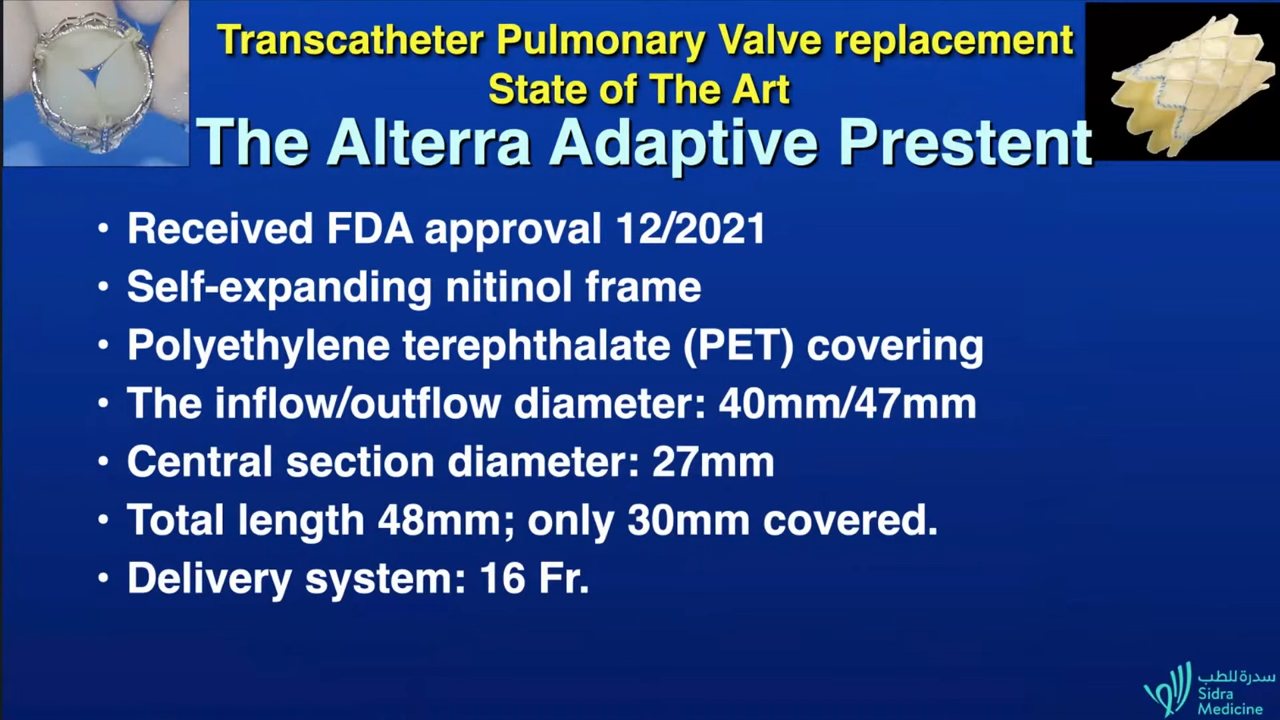 Transcatheter Pulmonary Valve replacement
State of The Art
The Alterra Adaptive Prestent
• Received FDA approval 12/2021
• Self-expanding nitinol frame
• Polyethylene terephthalate (PET) covering
• The inflow/outflow diameter: 40mm/47mm
• Central section diameter: 27mm
• Total length 48mm; only 30mm covered.
• Delivery system: 16 Fr.
سدرة للطب
Sidra
Medicine